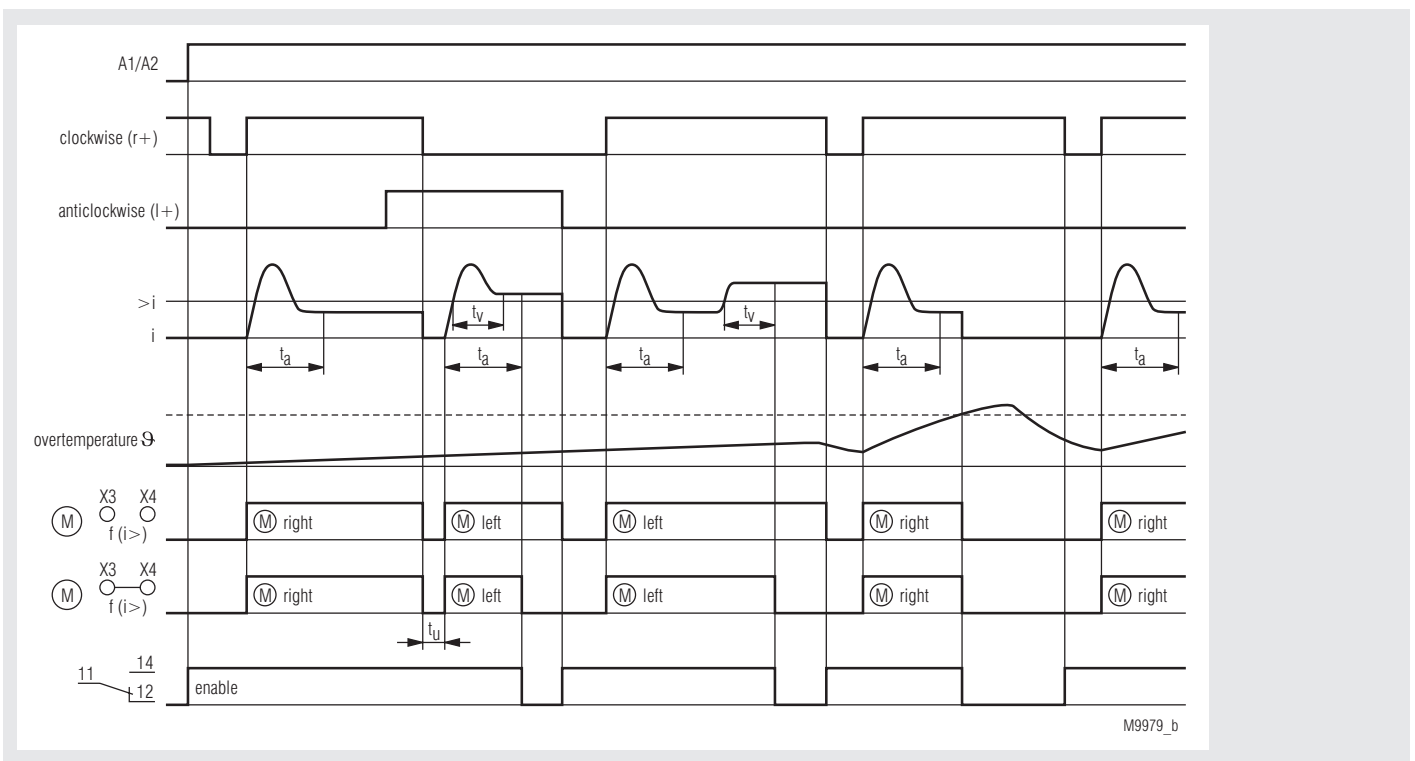 A1/A2
clockwise (r+)
anticlockwise (l+)
>i
i
tv
tv
ta
ta
ta
ta
ta
overtemperature ϑ
X3 X4
M
f (i>)
M right
M left
M left
M right
M right
X3 X4
M
f (i>)
M right
M left
M left
M right
M right
tu
11
14
12
enable
M9979_b